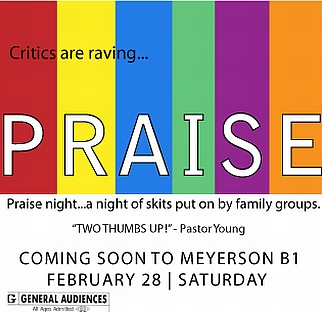 Critics are raving...
PRAISE
Praise night...a night of skits put on by family groups.
“TWO THUMBS UP!” - Pastor Young
COMING SOON TO MEYERSON B1
FEBRUARY 28 | SATURDAY
G GENERAL AUDIENCES
All Ages Admitted